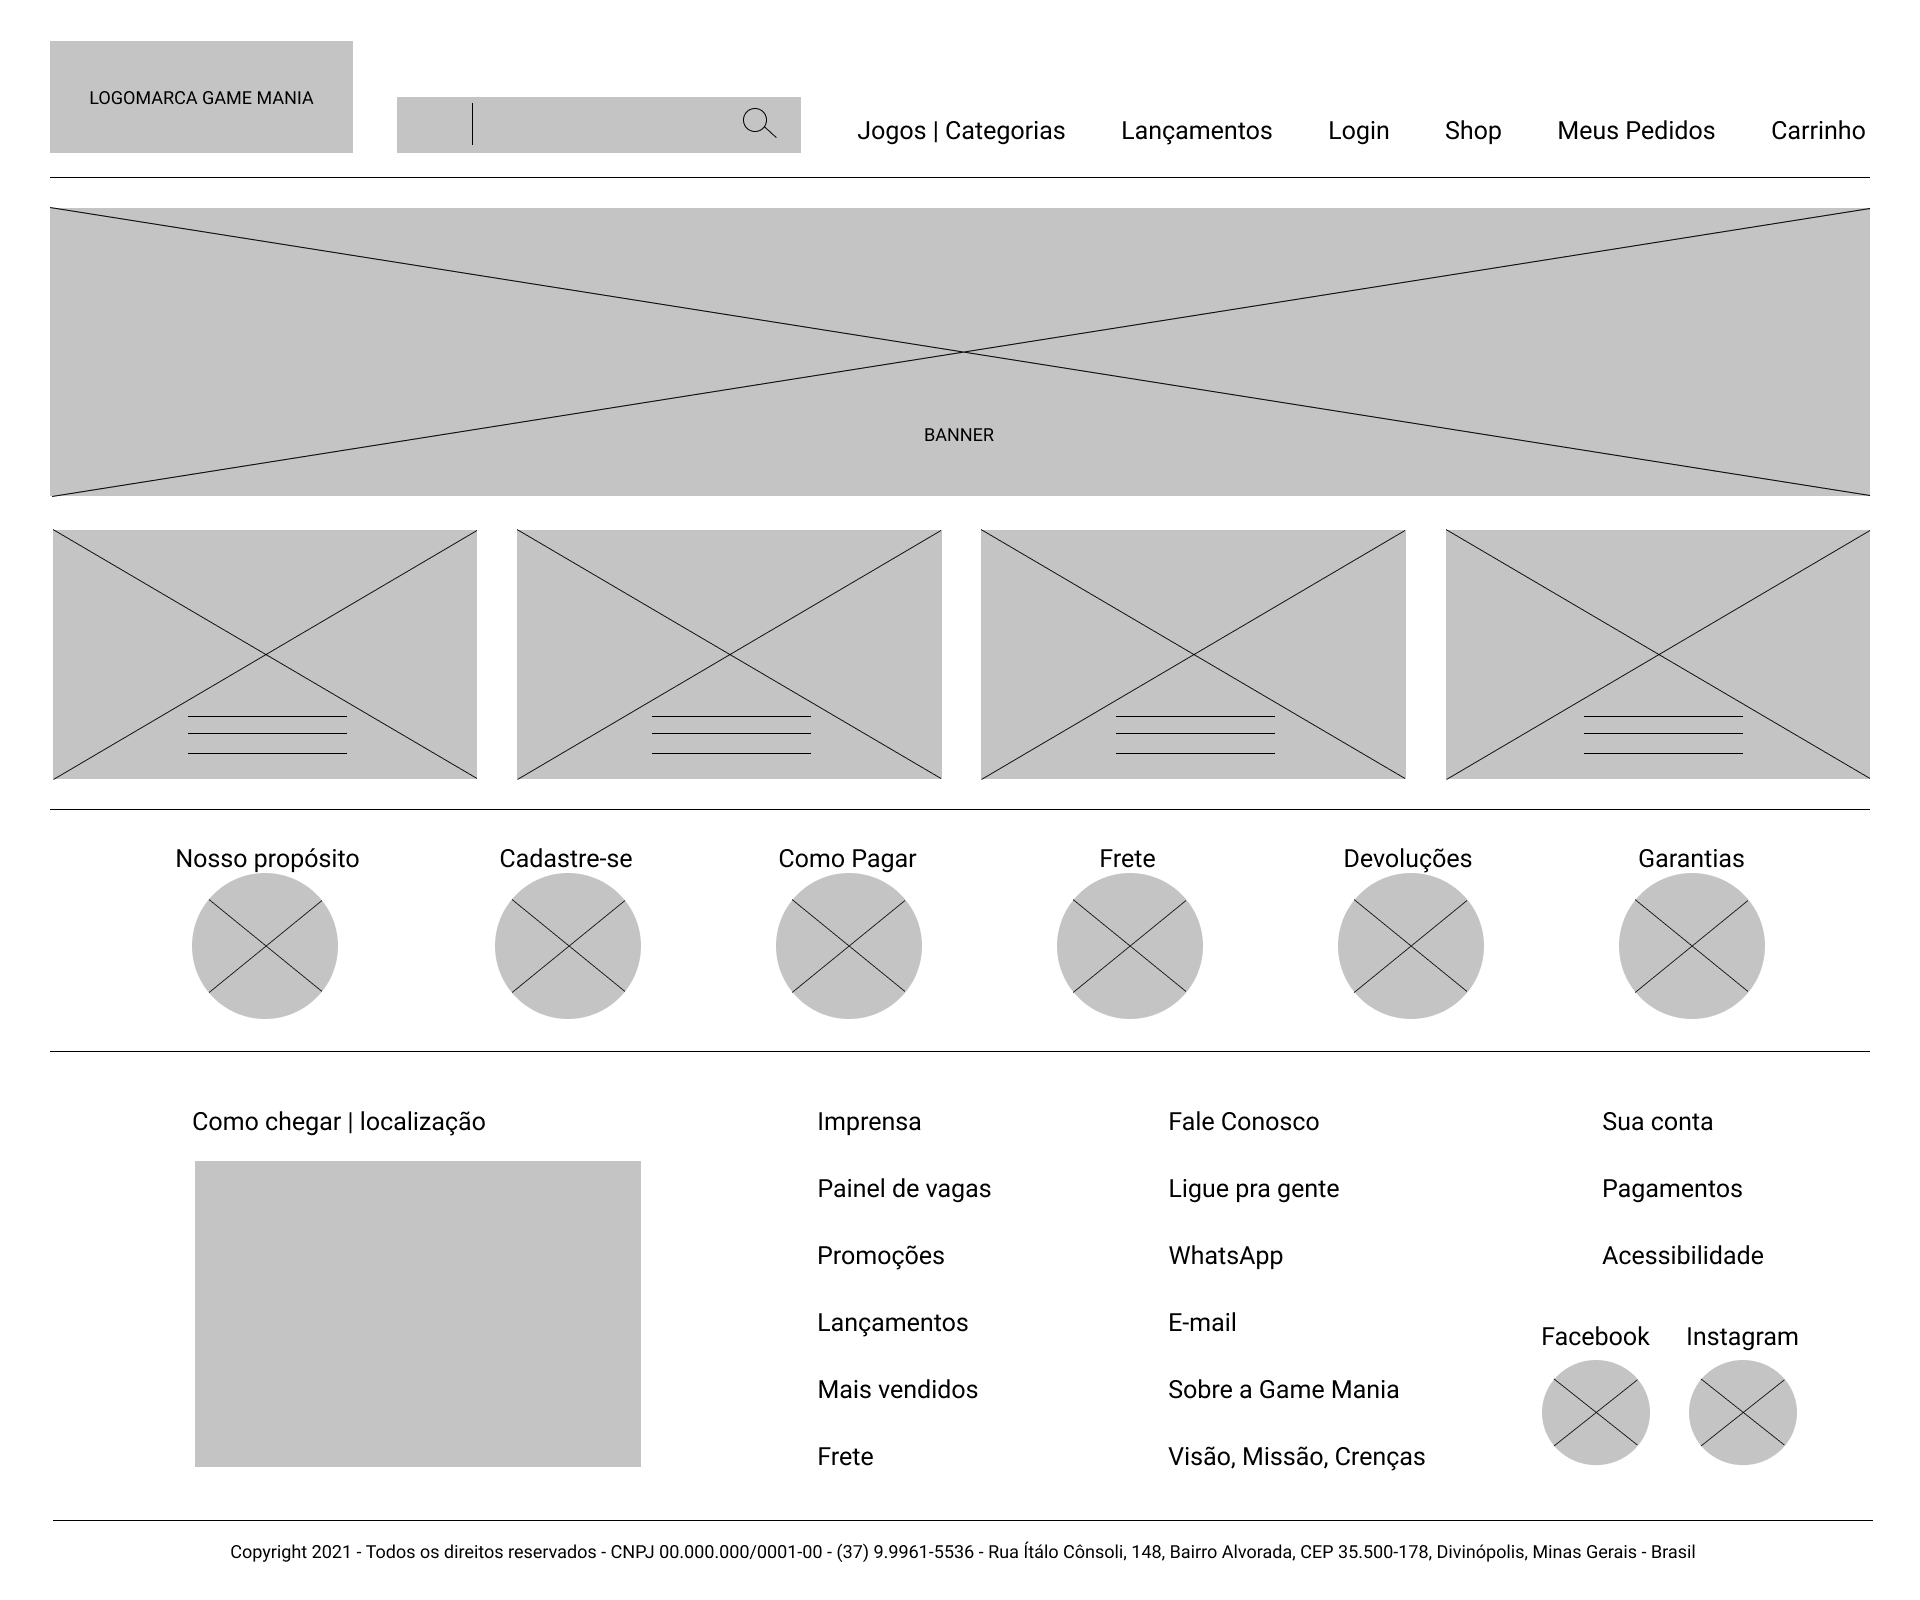 LOGOMARCA GAME MANIA
Jogos | Categorias
Lançamentos
Login
Shop
Meus Pedidos
Carrinho
BANNER
Nosso propósito
Cadastre-se
Como Pagar
Frete
Devoluções
Garantias
Como chegar | localização
Imprensa
Painel de vagas
Promoções
Lançamentos
Mais vendidos
Frete
Fale Conosco
Ligue pra gente
WhatsApp
E-mail
Sobre a Game Mania
Visão, Missão, Crenças
Sua conta
Pagamentos
Acessibilidade
Facebook
Instagram
Copyright 2021 - Todos os direitos reservados - CNPJ 00.000.000/0001-00 - (37) 9.9961-5536 - Rua Ítálo Cônsoli, 148, Bairro Alvorada, CEP 35.500-178, Divinópolis, Minas Gerais - Brasil